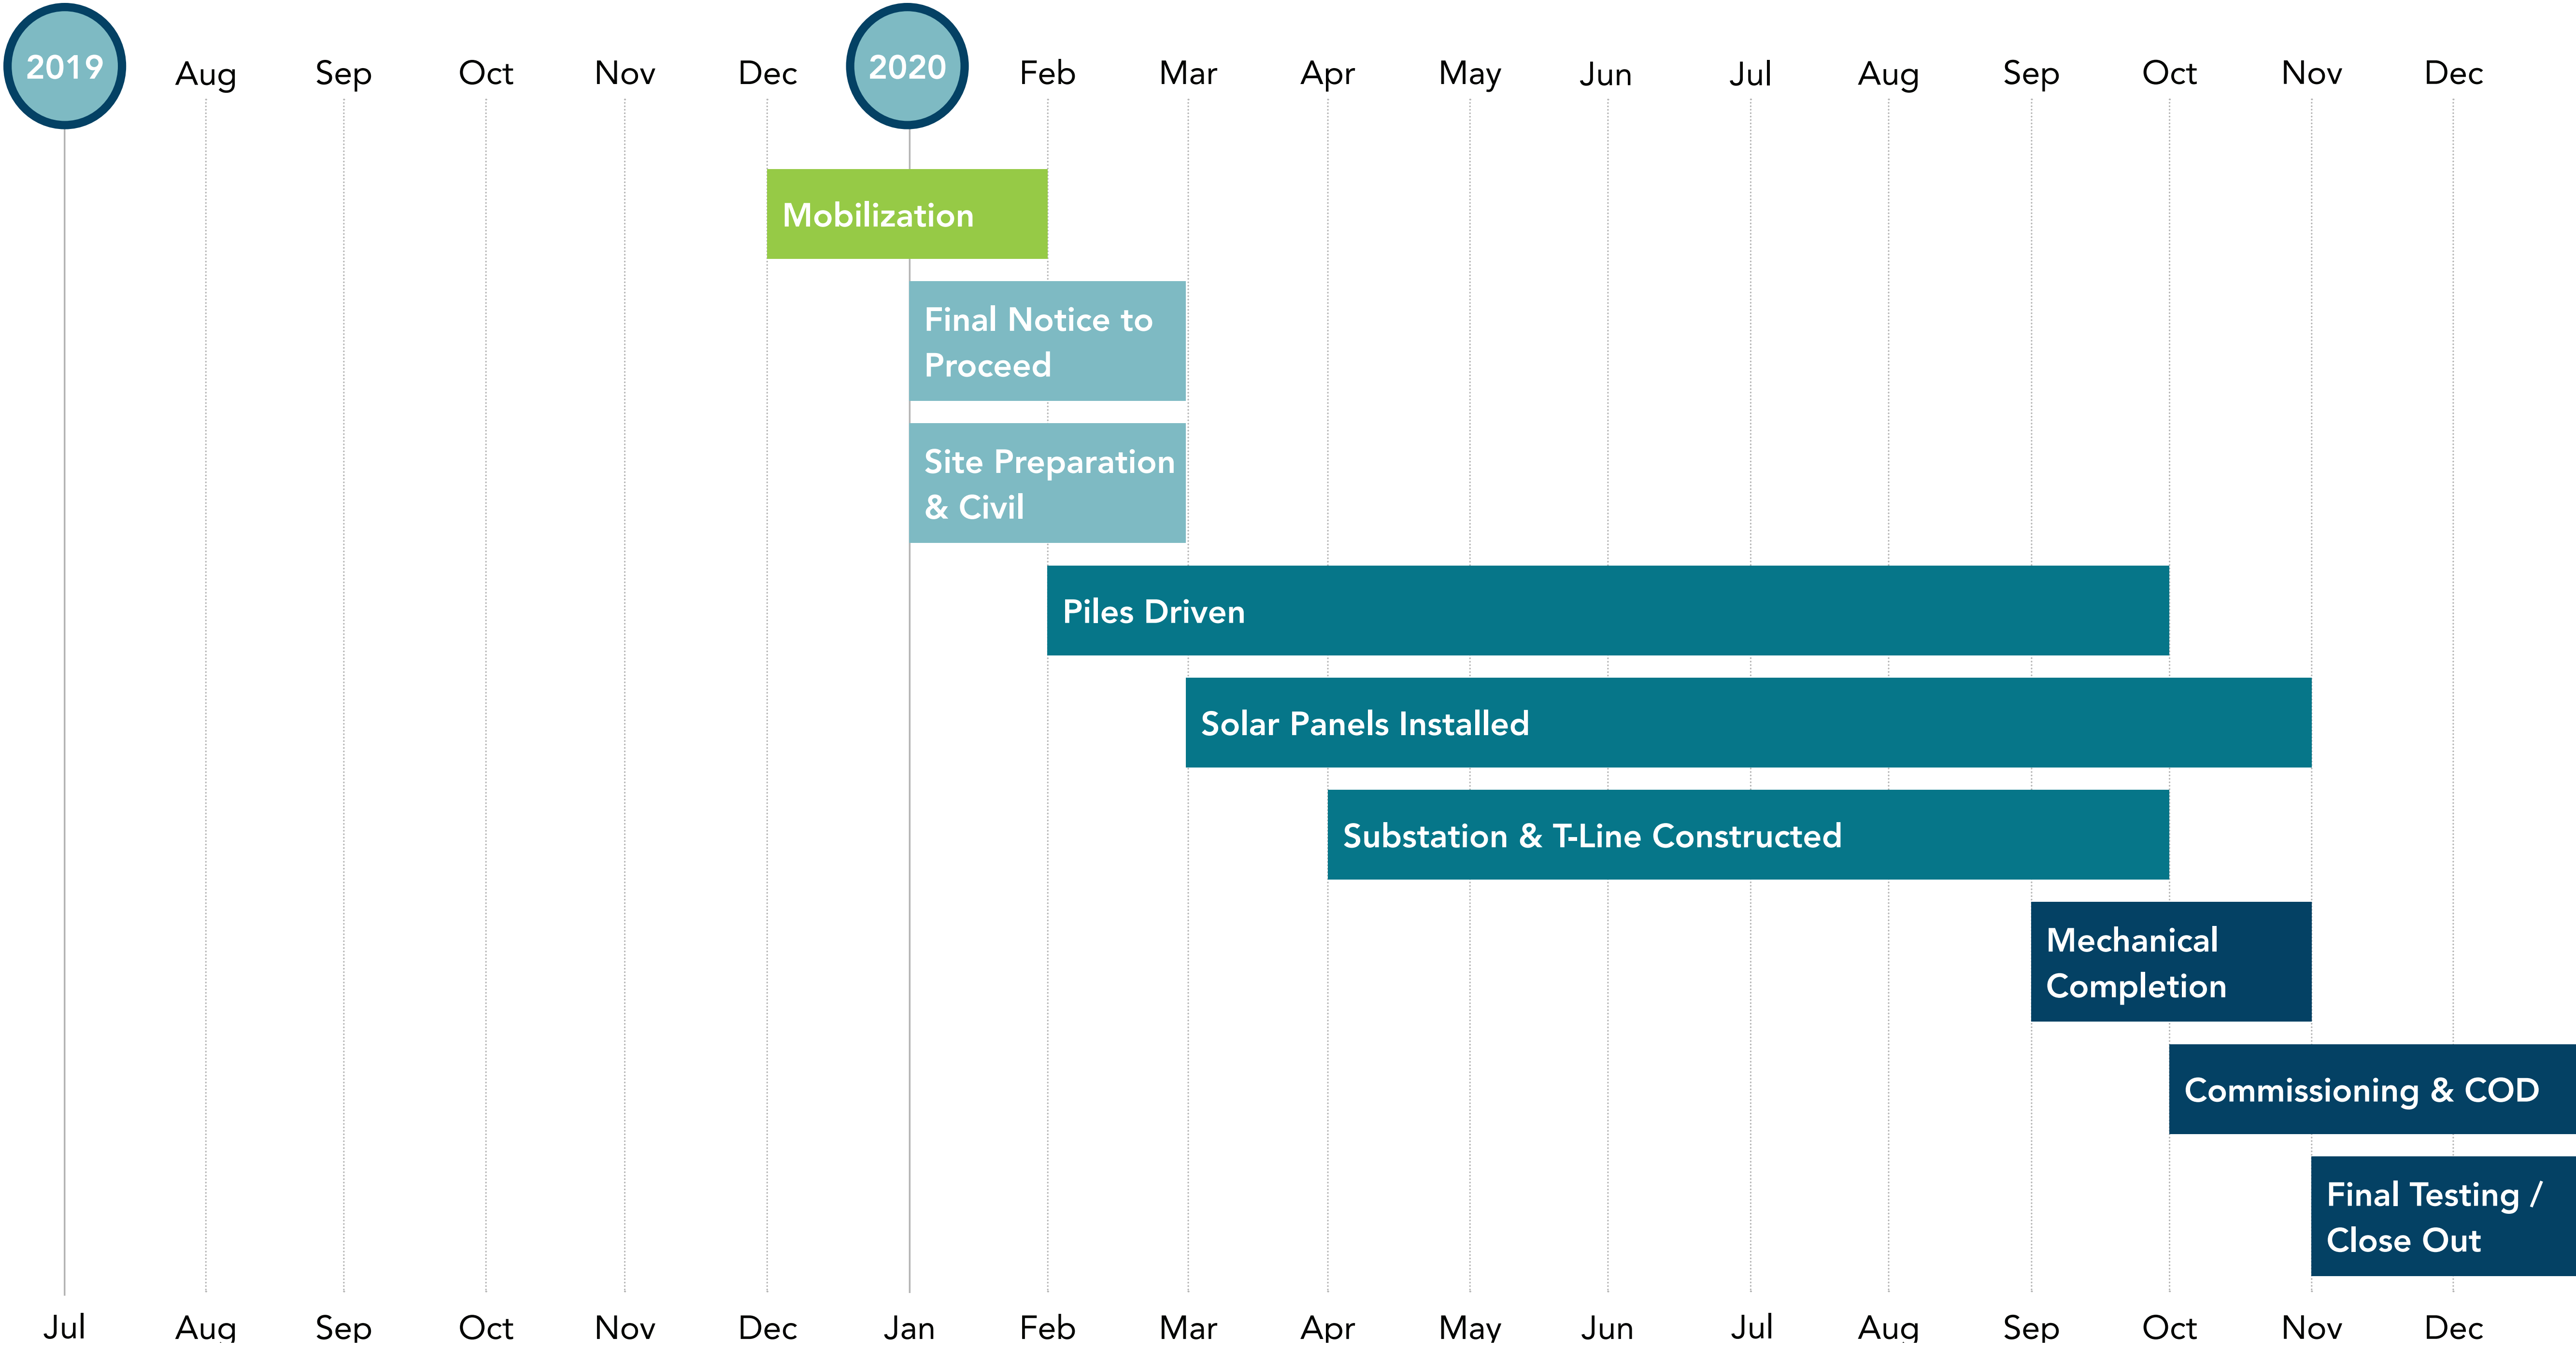 2019 Aug Sep Oct Nov Dec 2020 Feb Mar Apr May Jun Jul Aug Sep Oct Nov Dec
Mobilization
Final Notice to
Proceed
Site Preparation
& Civil
Piles Driven
Solar Panels Installed
Substation & T-Line Constructed
Mechanical
Completion
Commissioning & COD
Final Testing /
Close Out
Jul Aug Sep Oct Nov Dec Jan Feb Mar Apr May Jun Jul Aug Sep Oct Nov Dec